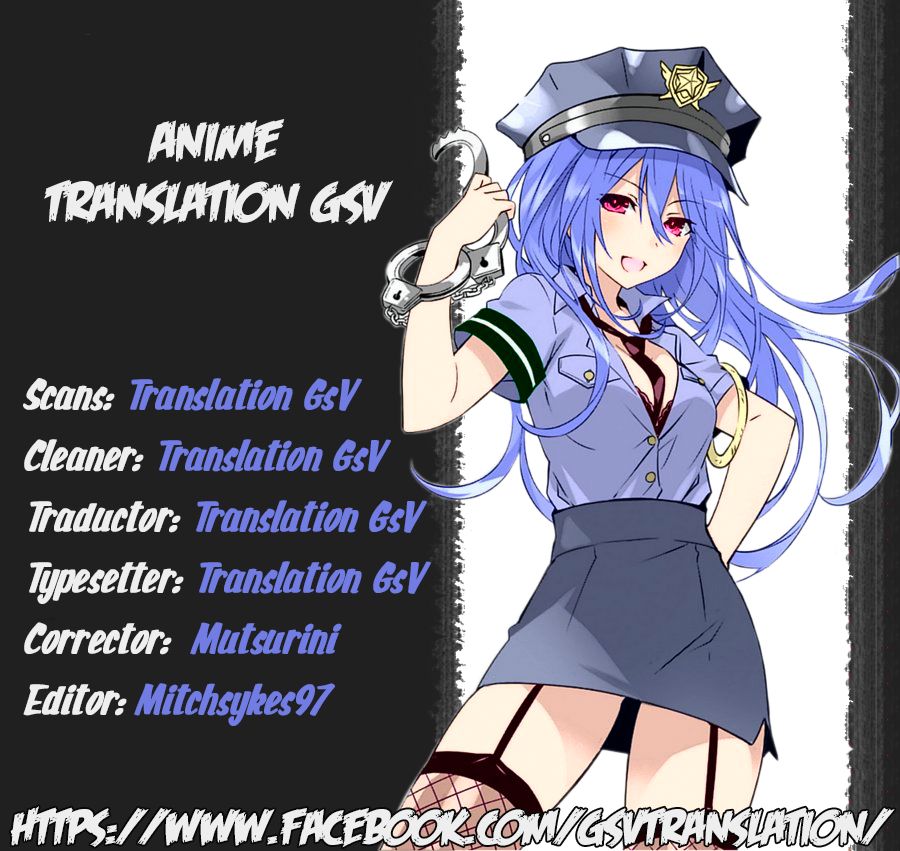 ANIME
TRANSLATION GSV
Scans: Translation GsV
Cleaner: Translation GsV
Traductor: Translation GsV
Typesetter: Translation GsV
Corrector: Mutsurini
Editor: Mitchsykes97
HTTPS://WWW.FACEBOOK.COM/GSVTRANSLATION/